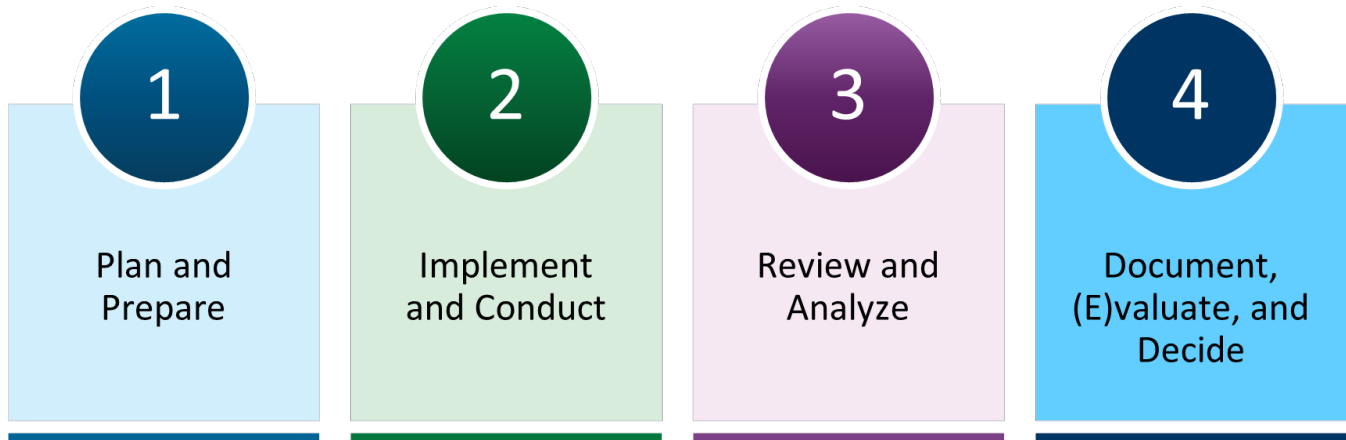 1
Plan and
Prepare
2
Implement
and Conduct
3
Review and
Analyze
4
Document,
(E)valuate, and
Decide